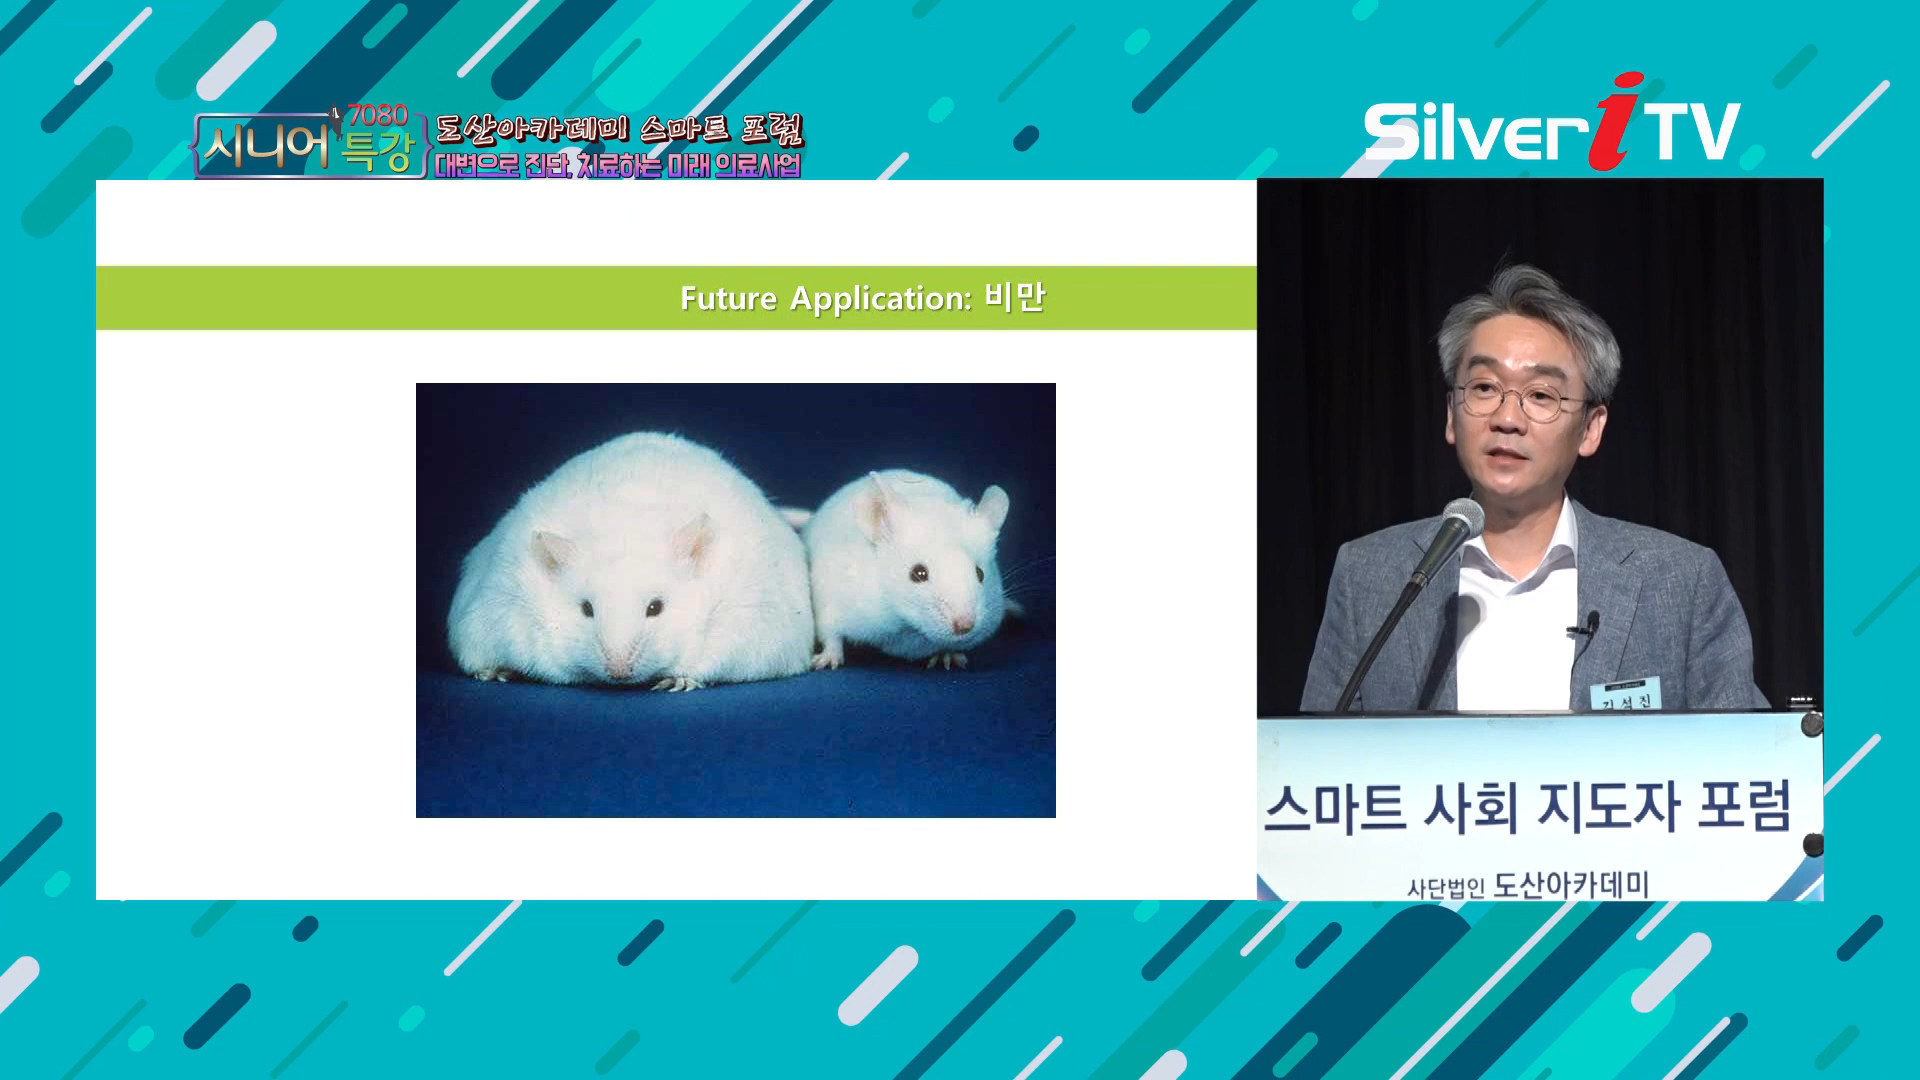 시니어 7080 특강
도산아카데미 스마트 포럼
대변으로 진단, 치료하는 미래 의료사업
Silver i TV
Future Application: 비만
김석진
스마트 사회 지도자 포럼
사단법인 도산아카데미